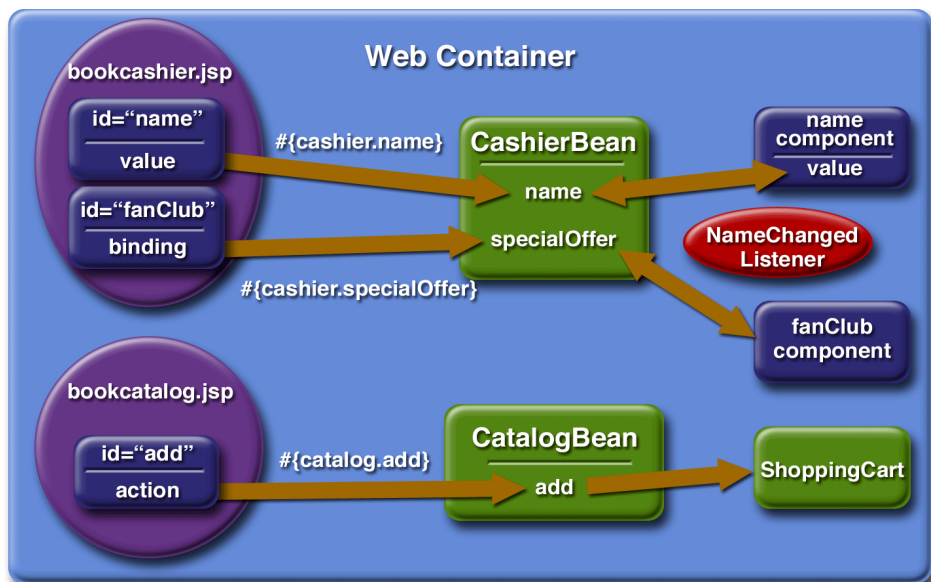 Web Container
bookcashier.jsp
id=“name”
value
id=“fanClub”
binding
#{cashier.name}
#{cashier.specialOffer}
CashierBean
name
specialOffer
name
component
value
NameChanged
Listener
fanClub
component
bookcatalog.jsp
id=“add”
action
#{catalog.add}
CatalogBean
add
ShoppingCart